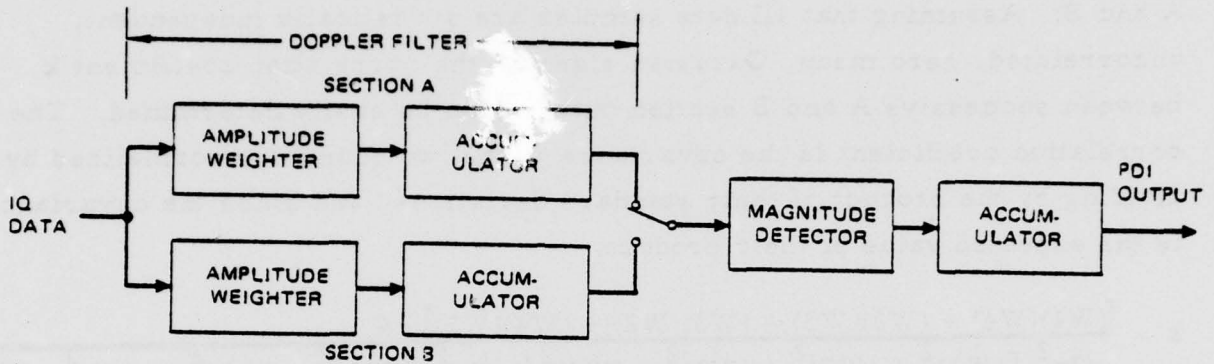 DOPPLER FILTER
SECTION A
AMPLITUDE
WEIGHTER
ULATOR
IQ
DATA
MAGNITUDE
DETECTOR
ACCUM-
ULATOR
PDI
OUTPUT
AMPLITUDE
WEIGHTER
ACCUM-
ULATOR
SECTION B